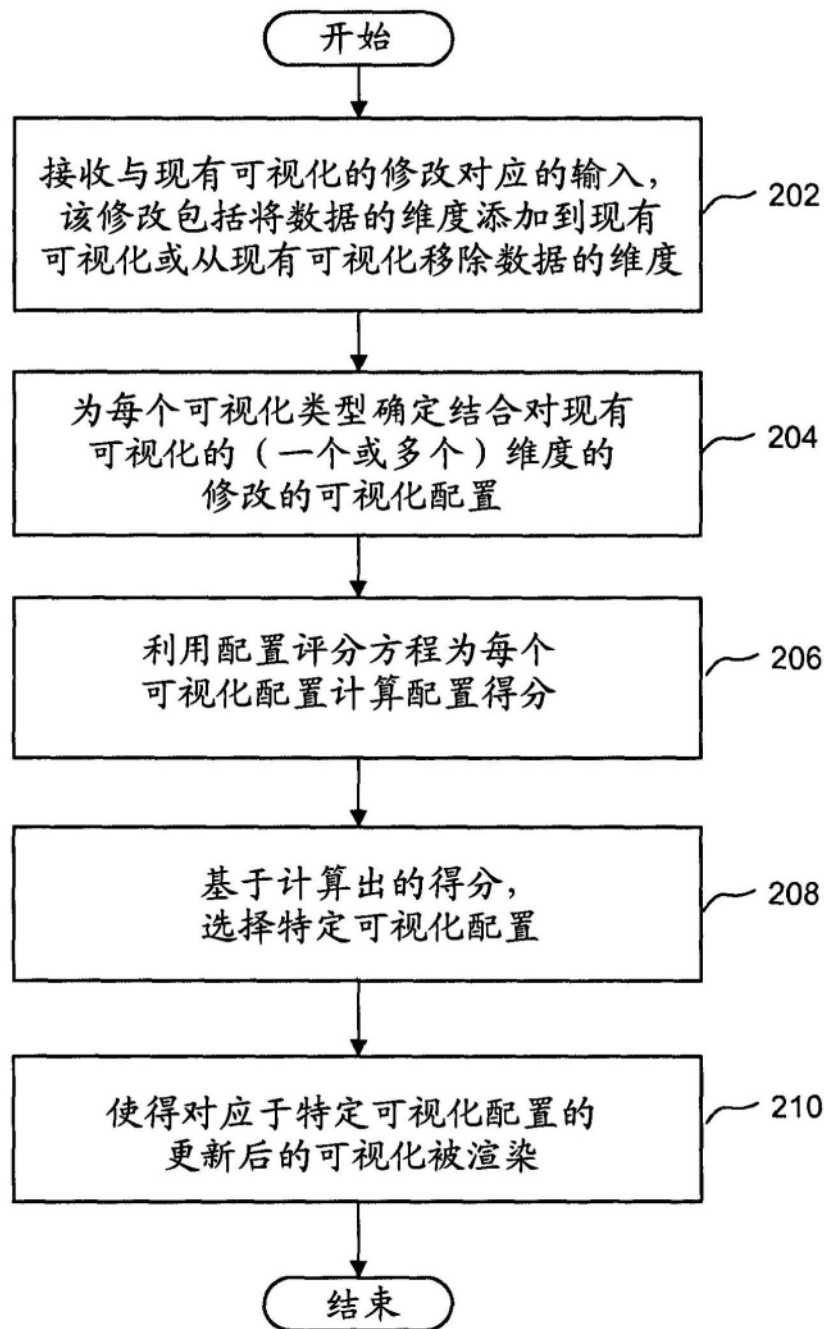 开始
接收与现有可视化的修改对应的输入，
该修改包括将数据的维度添加到现有
可视化或从现有可视化移除数据的维度
202
为每个可视化类型确定结合对现有
可视化的（一个或多个）维度的
修改的可视化配置
204
利用配置评分方程为每个
可视化配置计算配置得分
206
基于计算出的得分，
选择特定可视化配置
208
使得对应于特定可视化配置的
更新后的可视化被渲染
210
结束